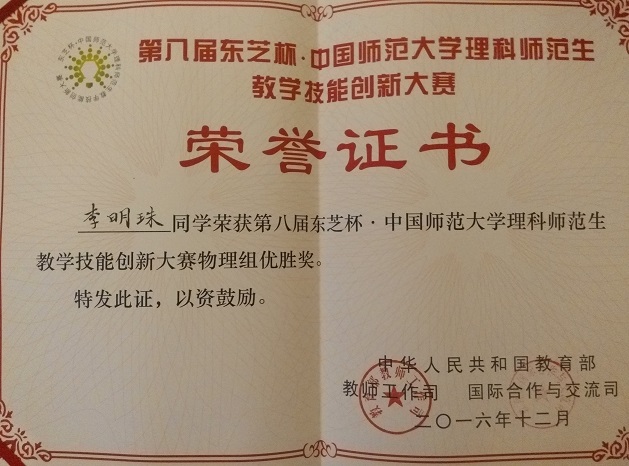 第八届东芝杯·中国师范大学理科师范生
教学技能创新大赛
荣誉证书
李明珠同学荣获第八届东芝杯·中国师范大学理科师范生
教学技能创新大赛物理组优胜奖。
特发此证，以资鼓励。
中华人民共和国教育部
教师工作司 国际合作与交流司
二〇一六年十二月